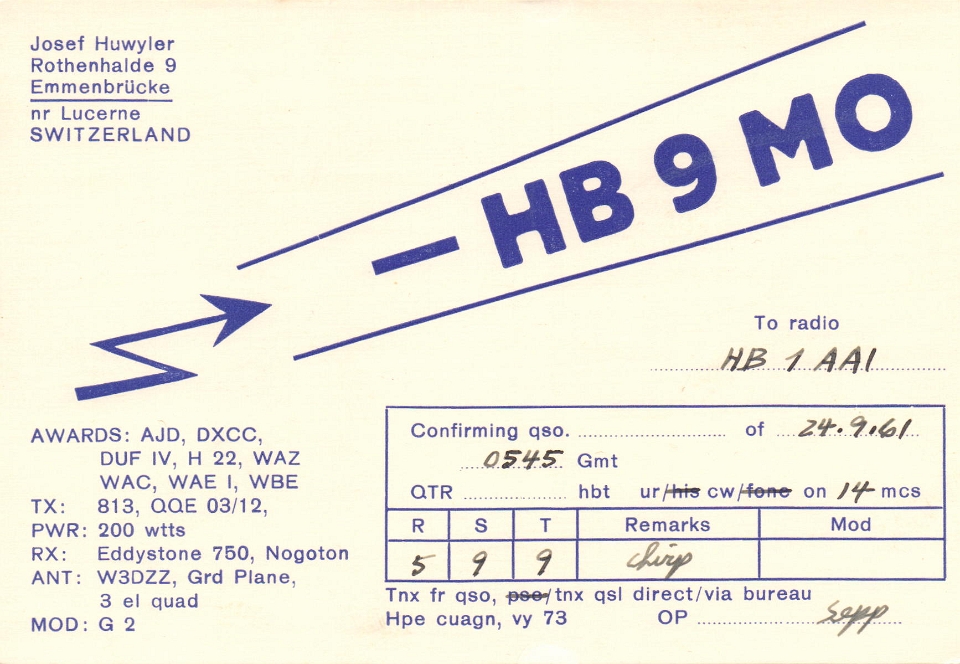 Josef Huwyler
Rothenhalde 9
Emmenbrücke
nr Lucerne
SWITZERLAND
— HB 9 MO
To radio
HB 1 AAI
AWARDS: AJD, DXCC,
DUF IV, H 22, WAZ
WAC, WAE I, WBE
TX: 813, QQE 03/12,
PWR: 200 wtts
RX: Eddystone 750, Nogoton
ANT: W3DZZ, Grd Plane,
3 el quad
MOD: G 2
Confirming qso. of 24.9.61
0545 Gmt
QTR hbt ur/his cw/fone on 14 mcs
R S T Remarks Mod
5 9 9 chirp
Tnx fr qso, pse/tnx qsl direct/via bureau
Hpe cuagn, vy 73 OP Sepp